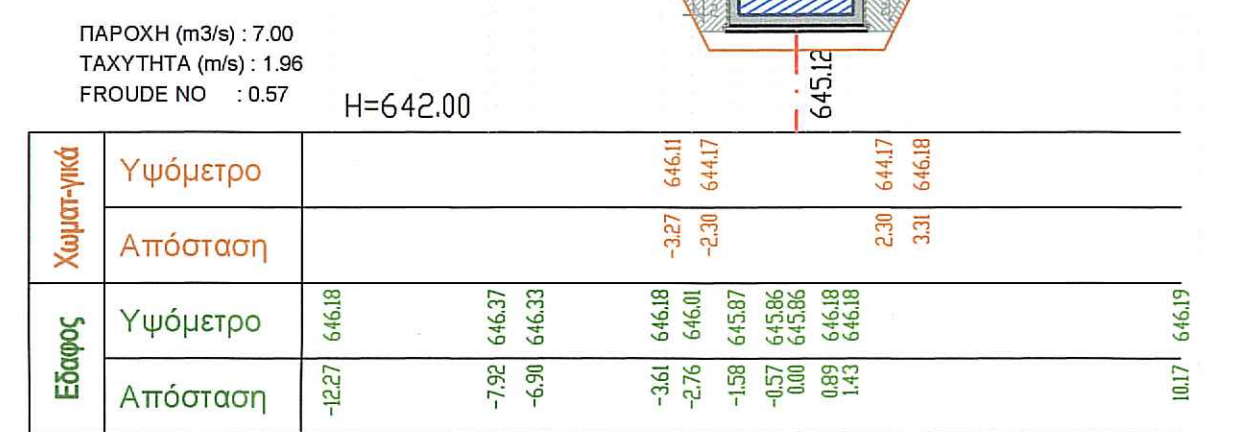 ΠΑΡΟΧΗ (m3/s) : 7.00
ΤΑΧΥΤΗΤΑ (m/s) : 1.96
FROUDE NO : 0.57
H=642.00
645.12
Χωματ-γικά
Υψόμετρο 646.11 644.17 644.17 646.18
Απόσταση -3.27 -2.30 2.30 3.31
Εδαφος
Υψόμετρο 646.18 646.37 646.33 646.18 646.01 645.87 645.86 645.86 646.18 646.18 646.19
Απόσταση -12.27 -7.92 -6.90 -3.61 -2.76 -1.58 -0.57 0.00 0.89 1.43 10.17